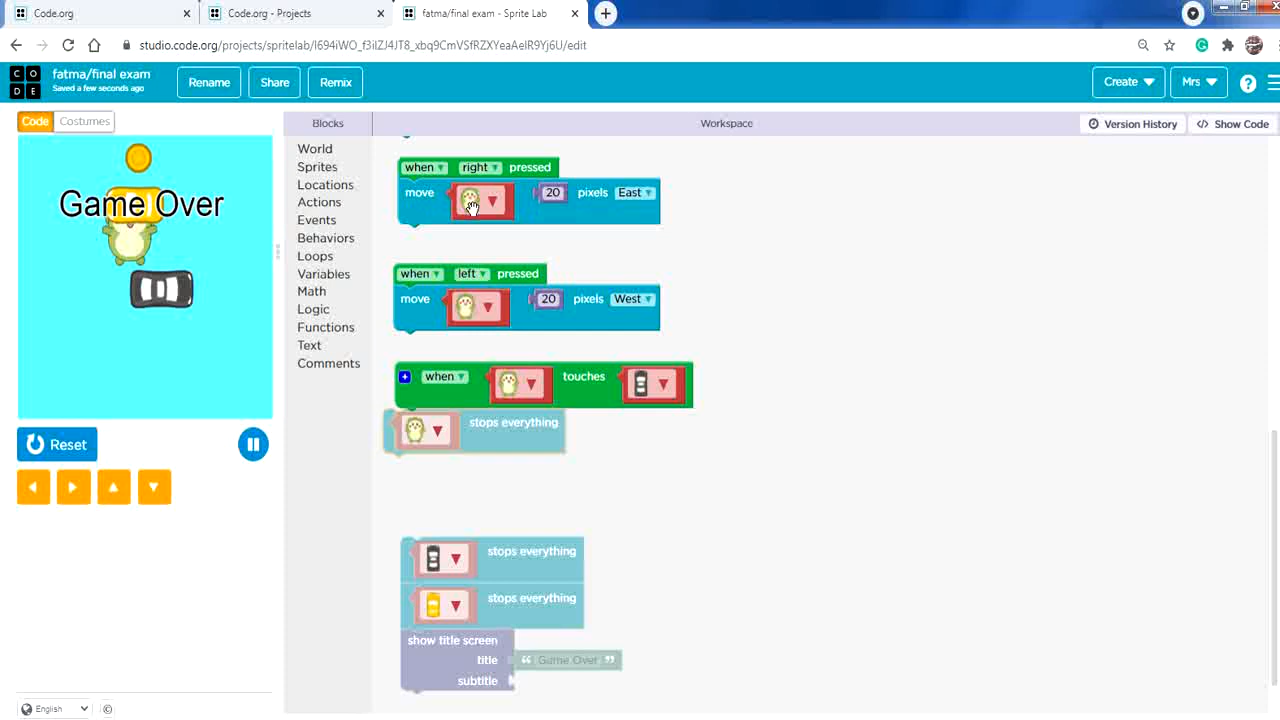 Code.org
Code.org - Projects
fatma/final exam - Sprite Lab
studio.code.org/projects/spritelab/I694iWO_f3iIZJ4JT8_xbq9CmVSfRZXYeaAeIR9Yj6U/edit
C O D E
fatma/final exam
Saved a few seconds ago
Rename
Share
Remix
Create
Mrs
?
Code
Costumes
Blocks
Workspace
Version History
</> Show Code
Game Over
Reset
World
Sprites
Locations
Actions
Events
Behaviors
Loops
Variables
Math
Logic
Functions
Text
Comments
when right pressed
move 20 pixels East
when left pressed
move 20 pixels West
+ when touches
stops everything
stops everything
stops everything
show title screen
title “ Game Over ”
subtitle
English
©